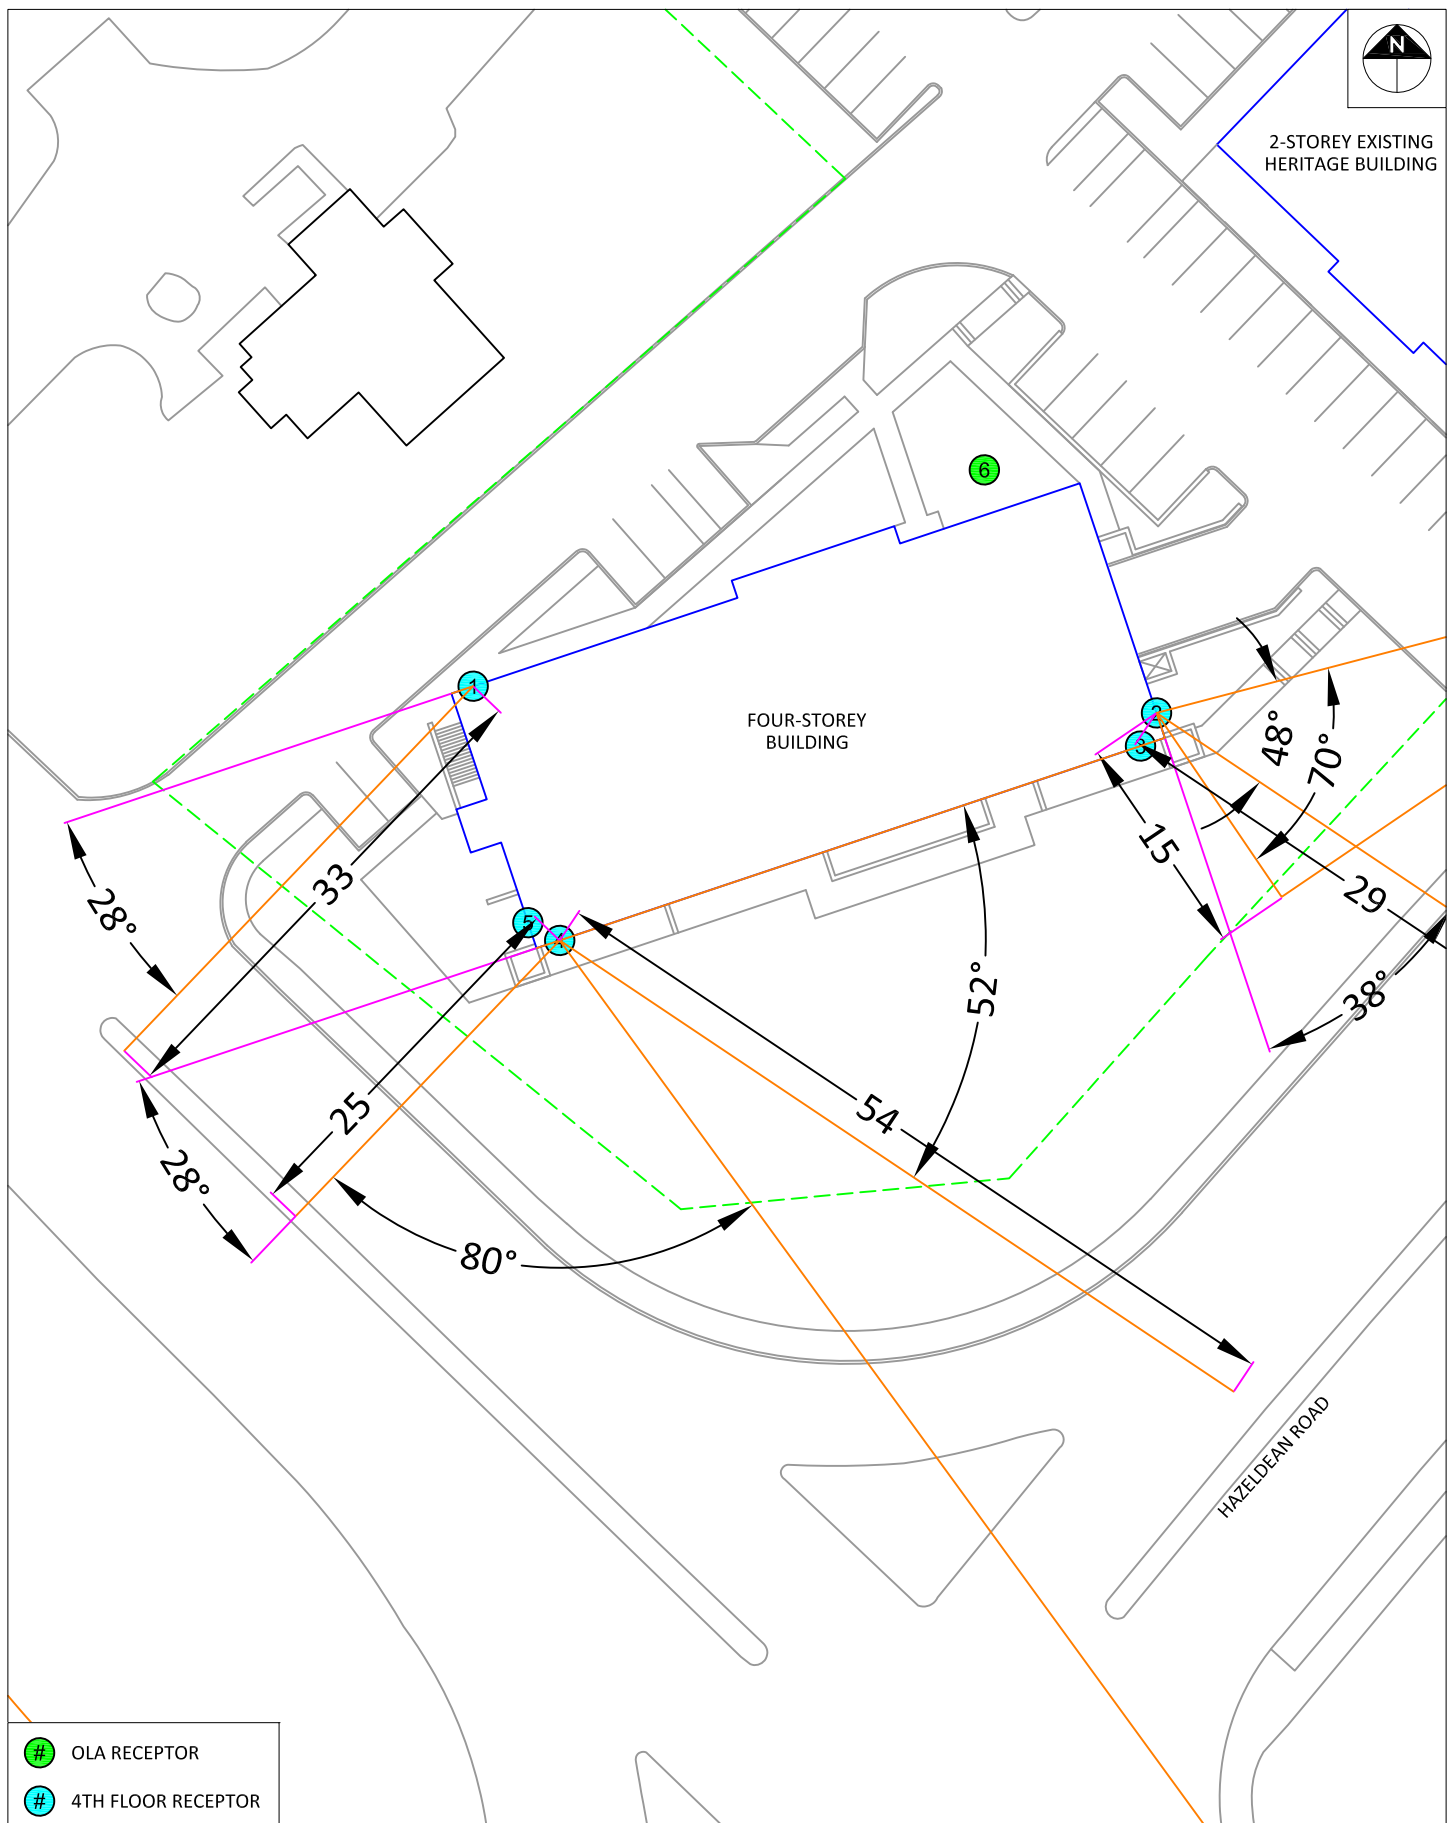 N
2-STOREY EXISTING
HERITAGE BUILDING
6
1
FOUR-STOREY
BUILDING
2
3
48°
70°
15
33
29
28°
5
4
52°
38°
54
25
28°
80°
HAZELDEAN ROAD
# OLA RECEPTOR
# 4TH FLOOR RECEPTOR